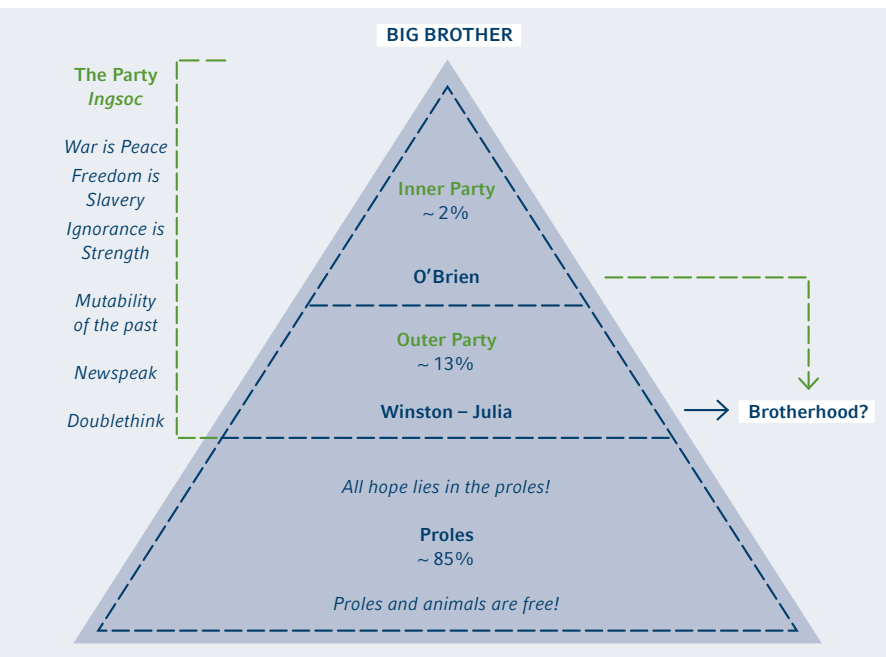 BIG BROTHER
The Party
Ingsoc
War is Peace
Freedom is
Slavery
Ignorance is
Strength
Mutability
of the past
Newspeak
Doublethink
Inner Party
~ 2%
O’Brien
Outer Party
~ 13%
Winston – Julia
Brotherhood?
All hope lies in the proles!
Proles
~ 85%
Proles and animals are free!